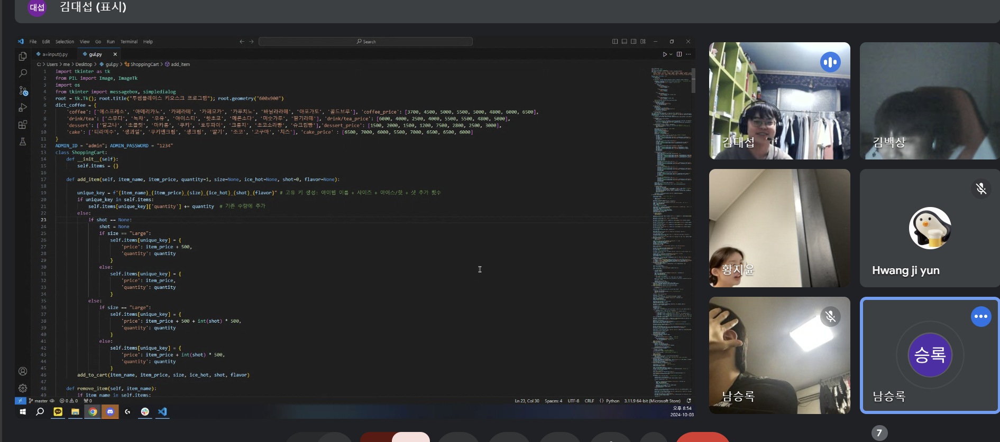 대섭 김대섭 (표시)
File Edit Selection View Go Run Terminal Help
Search
a=input().py gul.py
C: > Users > me > Desktop > gul.py > ShoppingCart > add_item
1 import tkinter as tk
2 from PIL import Image, ImageTk
3 import os
4 from tkinter import messagebox, simpledialog
5 root = tk.Tk(); root.title("투썸플레이스 키오스크 프로그램"); root.geometry("600x900")
6 dict_coffee = {
7 'coffee': ['에스프레소', '아메리카노', '카페라떼', '카페모카', '카푸치노', '바닐라라떼', '아포가토', '콜드브루'], 'coffee_price': [3700, 4500, 5000, 5500, 5000, 4800, 6000, 6500],
8 'drink/tea': ['스무디', '녹차', '우유', '아이스티', '핫초코', '메론소다', '미숫가루', '딸기라떼'], 'drink/tea_price': [6000, 4000, 2500, 4000, 5500, 5500, 4800, 5000],
9 'dessert': ['달고나', '초콜릿', '마카롱', '쿠키', '호두파이', '크룽지', '초코소라빵', '슈크림빵'],'dessert_price': [1500, 2000, 1500, 1200, 7500, 2800, 2500, 3000],
10 'cake': ['티라미수', '생과일', '쿠키앤크림', '생크림', '딸기', '초코', '고구마', '치즈'], 'cake_price' : [6500, 7000, 6000, 5500, 7000, 6500, 6500, 6000]
11 }
12 ADMIN_ID = "admin"; ADMIN_PASSWORD = "1234"
13 class ShoppingCart:
14 def __init__(self):
15 self.items = {}
16
17 def add_item(self, item_name, item_price, quantity=1, size=None, ice_hot=None, shot=0, flavor=None):
18
19 unique_key = f"{item_name}_{item_price}_{size}_{ice_hot}_{shot}_{flavor}" # 고유 키 생성: 아이템 이름 + 사이즈 + 아이스/핫 + 샷 추가 횟수
20 if unique_key in self.items:
21 self.items[unique_key]['quantity'] += quantity # 기존 수량에 추가
22 else:
23 if shot == None:
24 shot = None
25 if size == "Large":
26 self.items[unique_key] = {
27 'price': item_price + 500,
28 'quantity': quantity
29 }
30 else:
31 self.items[unique_key] = {
32 'price': item_price,
33 'quantity': quantity
34 }
35 else:
36 if size == "Large":
37 self.items[unique_key] = {
38 'price': item_price + 500 + int(shot) * 500,
39 'quantity': quantity
40 }
41 else:
42 self.items[unique_key] = {
43 'price': item_price + int(shot) * 500,
44 'quantity': quantity
45 }
46 add_to_cart(item_name, item_price, size, ice_hot, shot, flavor)
47
48 def remove_item(self, item_name):
49 if item_name in self.items:
master 0 0 0 Ln 23, Col 30 Spaces: 4 UTF-8 CRLF {} Python 3.11.9 64-bit (Microsoft Store)
오후 8:54
2024-10-03
김대섭
김백상
황지윤
Hwang ji yun
남승록
승록
남승록
7